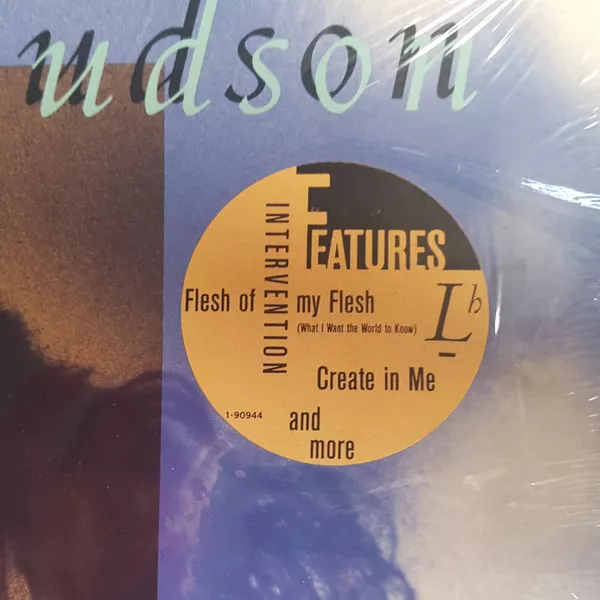 udson
FEATURES
INTERVENTION
Flesh of my Flesh
(What I Want the World to Know)
Lh
Create in Me
1-90944
and
more